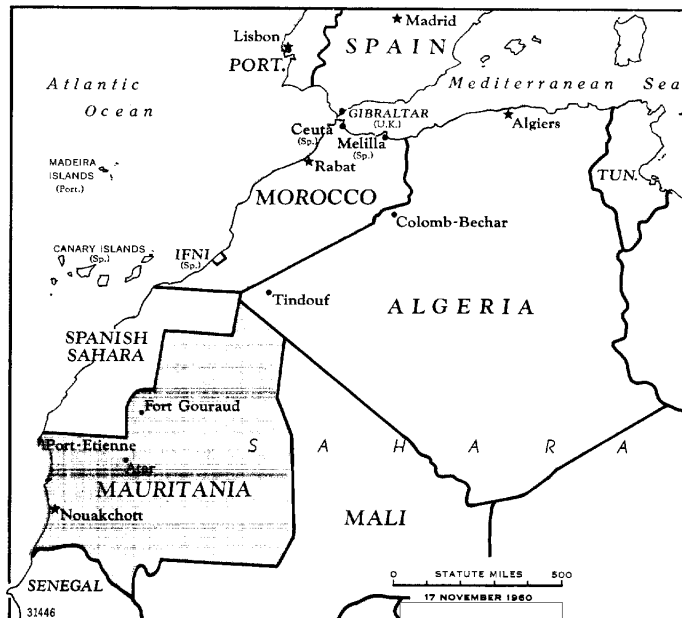 Madrid
Lisbon
SPAIN
PORT.
Atlantic
Ocean
Mediterranean Sea
GIBRALTAR
(U.K.)
Ceuta
(Sp.)
Algiers
Melilla
(Sp.)
Rabat
MADEIRA
ISLANDS
(Port.)
TUN.
MOROCCO
Colomb-Bechar
CANARY ISLANDS
(Sp.)
IFNI
(Sp.)
Tindouf
ALGERIA
SPANISH
SAHARA
Fort Gouraud
Port-Etienne
SAHARA
Atar
MAURITANIA
Nouakchott
MALI
SENEGAL
0 STATUTE MILES 500
17 NOVEMBER 1960
31446